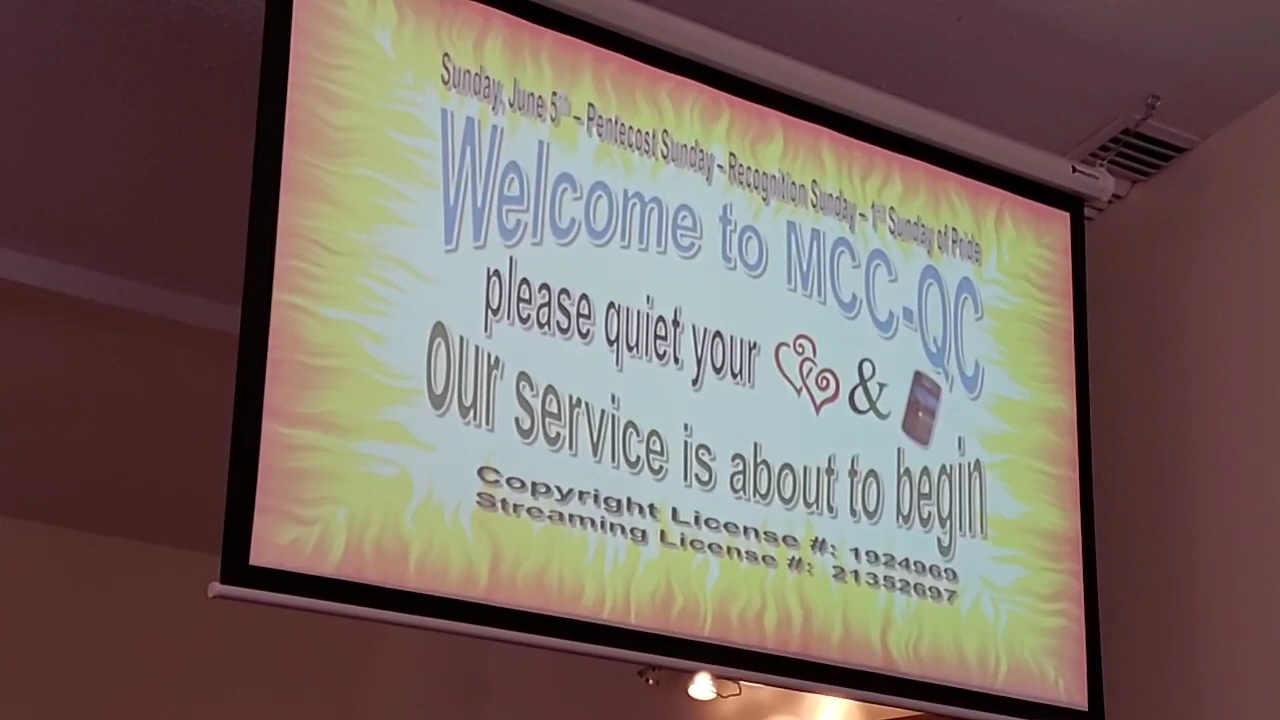 Sunday, June 5th – Pentecost Sunday – Recognition Sunday – 1st Sunday of Pride
Welcome to MCC-QC
please quiet your &
our service is about to begin
Copyright License #: 1924969
Streaming License #: 21352697